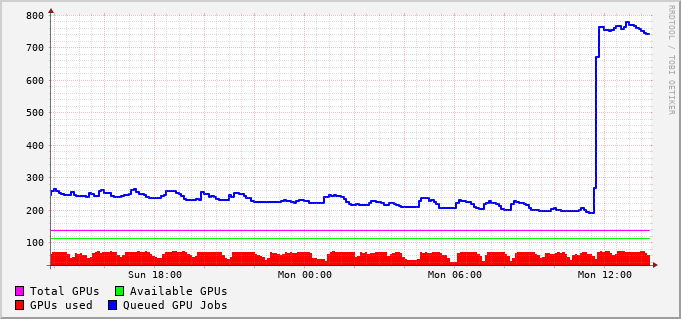 800
700
600
500
400
300
200
100
Sun 18:00 Mon 00:00 Mon 06:00 Mon 12:00
Total GPUs Available GPUs
GPUs used Queued GPU Jobs
RRDTOOL / TOBI OETIKER